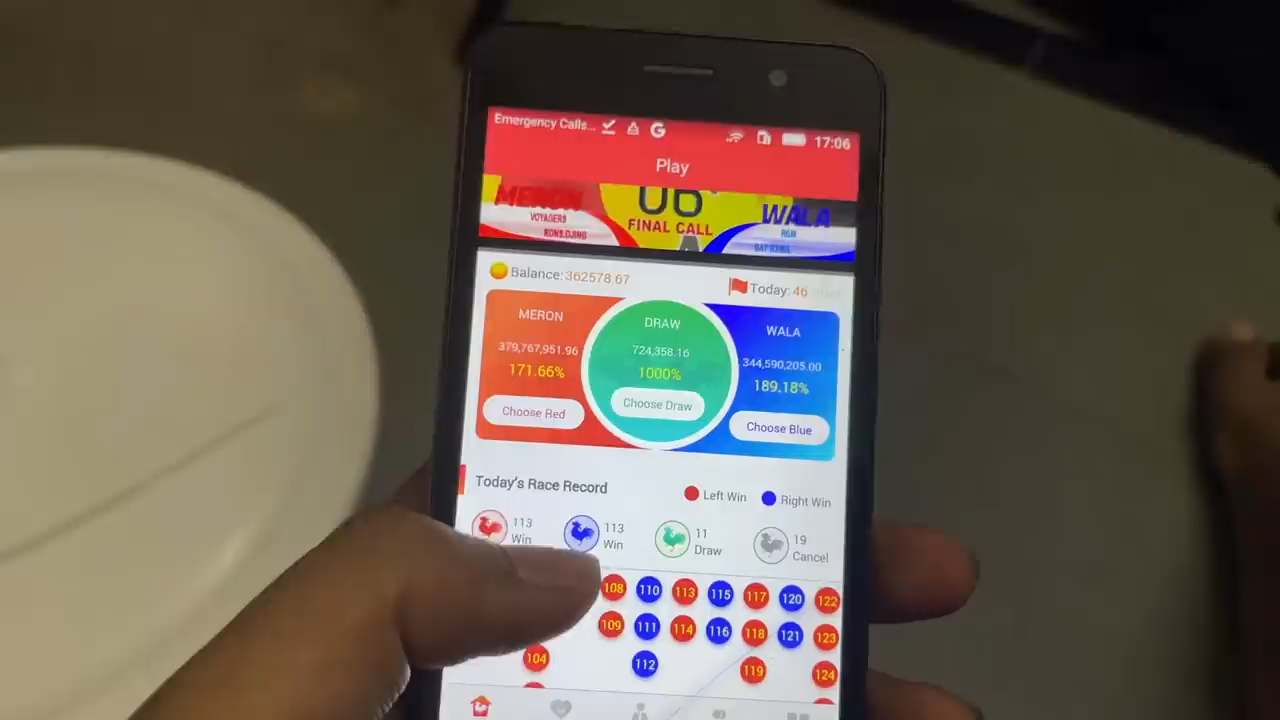 Emergency Calls... 17:06
Play
MERON
VOYAGERS
06
FINAL CALL
WALA
Balance: 362578.67
Today: 46
MERON
379,767,951.96
171.66%
Choose Red
DRAW
724,358.16
1000%
Choose Draw
WALA
344,590,205.00
189.18%
Choose Blue
Today's Race Record
Left Win
Right Win
113 Win
113 Win
11 Draw
19 Cancel
108 110 113 115 117 120 122
109 111 114 116 118 121 123
104 112 119 124